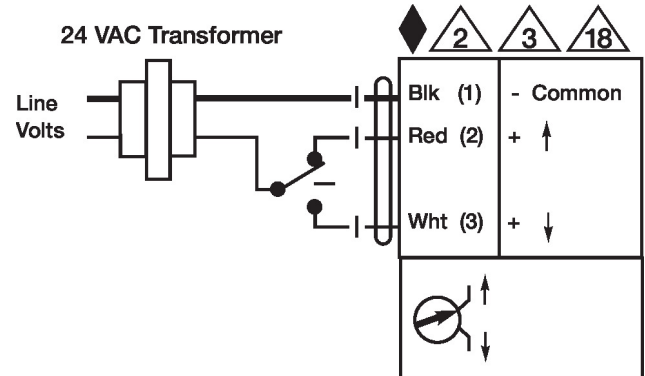 24 VAC Transformer
2
3
18
Line
Volts
Blk (1)
- Common
Red (2)
+
Wht (3)
+